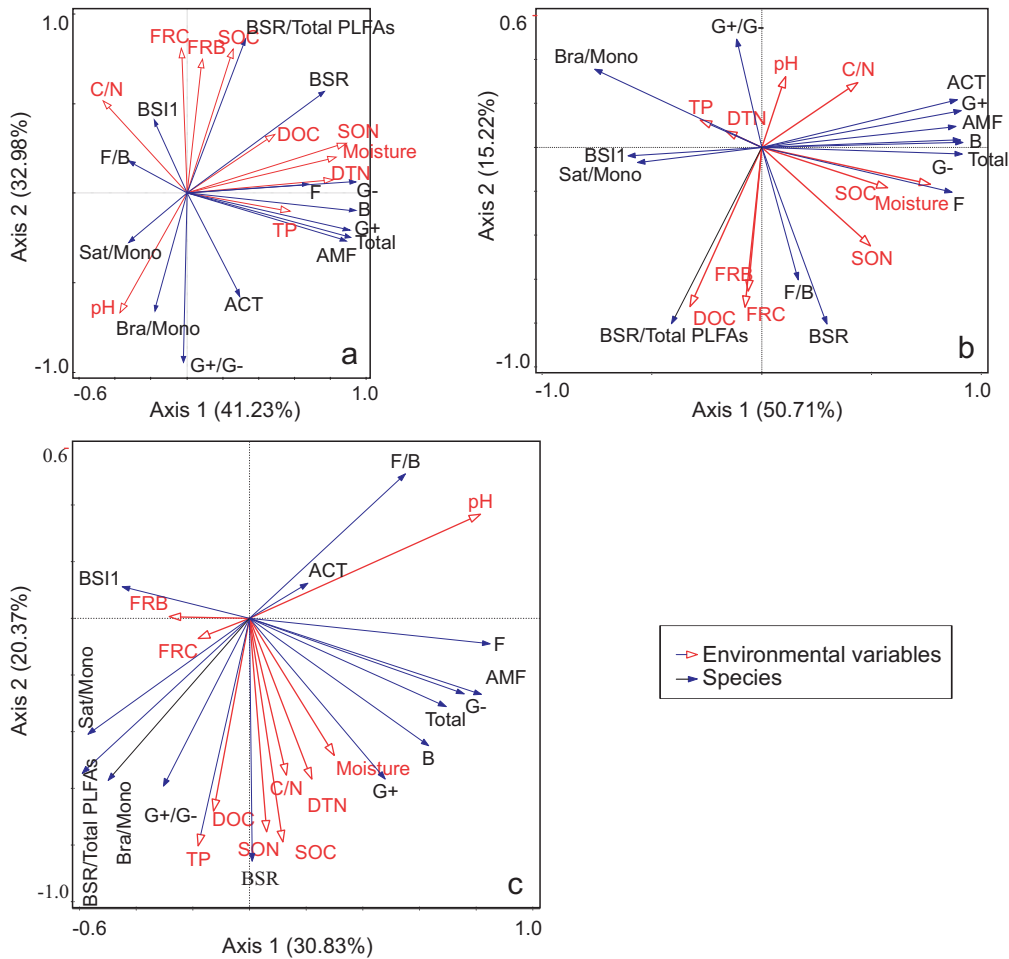 1.0
BSR/Total PLFAs
FRC
FRB
SOC
C/N
BSR
BSI1
DOC
SON
Moisture
F/B
DTN
F
G-
B
TP
G+
Total
Sat/Mono
AMF
pH
ACT
Bra/Mono
G+/G-
a
-1.0
-0.6
1.0
Axis 1 (41.23%)
Axis 2 (32.98%)
0.6
G+/G-
Bra/Mono
pH
C/N
ACT
G+
TP
DTN
AMF
B
BSI1
Total
Sat/Mono
G-
SOC
Moisture
F
SON
FRB
F/B
DOC
FRC
BSR/Total PLFAs
BSR
b
-1.0
-1.0
1.0
Axis 1 (50.71%)
Axis 2 (15.22%)
0.6
F/B
pH
ACT
BSI1
FRB
FRC
F
AMF
G-
Total
Sat/Mono
B
Moisture
C/N
G+
DTN
BSR/Total PLFAs
Bra/Mono
G+/G-
DOC
TP
SON
SOC
BSR
c
-1.0
-0.6
1.0
Axis 1 (30.83%)
Axis 2 (20.37%)
Environmental variables
Species